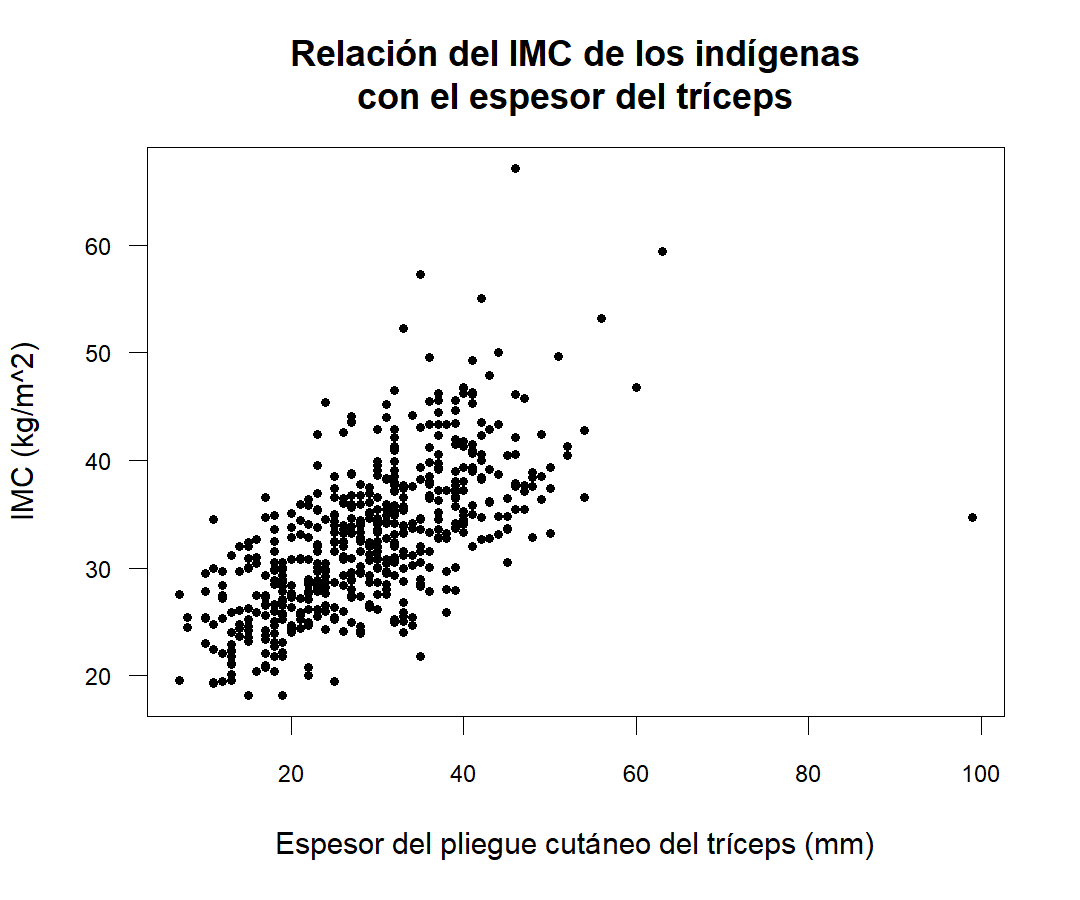 Relación del IMC de los indígenas
con el espesor del tríceps
IMC (kg/m^2)
60
50
40
30
20
20 40 60 80 100
Espesor del pliegue cutáneo del tríceps (mm)